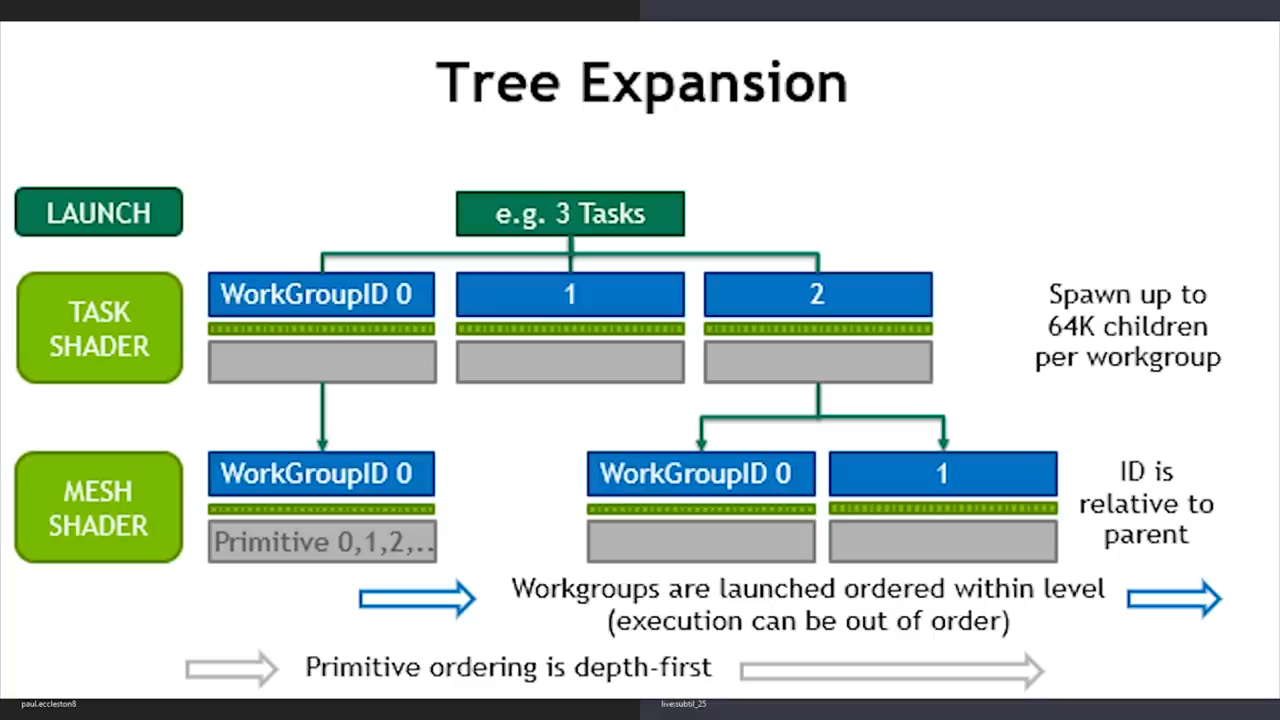 Tree Expansion
LAUNCH
e.g. 3 Tasks
TASK
SHADER
WorkGroupID 0
1
2
Spawn up to
64K children
per workgroup
MESH
SHADER
WorkGroupID 0
Primitive 0,1,2,..
WorkGroupID 0
1
ID is
relative to
parent
Workgroups are launched ordered within level
(execution can be out of order)
Primitive ordering is depth-first
paul.eccleston8
live:subtil_25